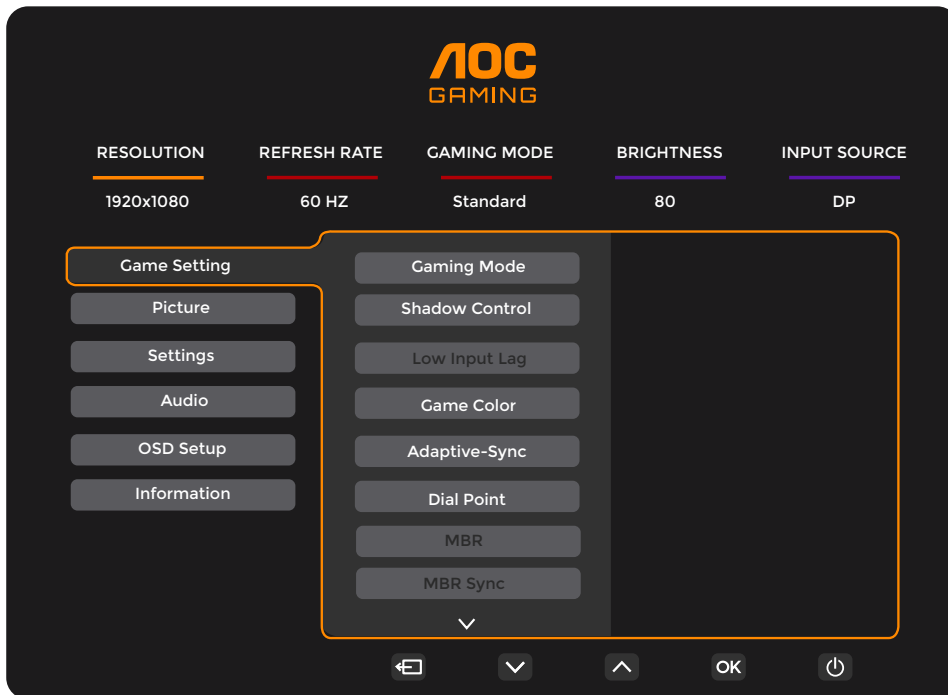 AOC
GAMING
RESOLUTION REFRESH RATE GAMING MODE BRIGHTNESS INPUT SOURCE
1920x1080 60 HZ Standard 80 DP
Game Setting
Picture
Settings
Audio
OSD Setup
Information
Gaming Mode
Shadow Control
Low Input Lag
Game Color
Adaptive-Sync
Dial Point
MBR
MBR Sync
OK